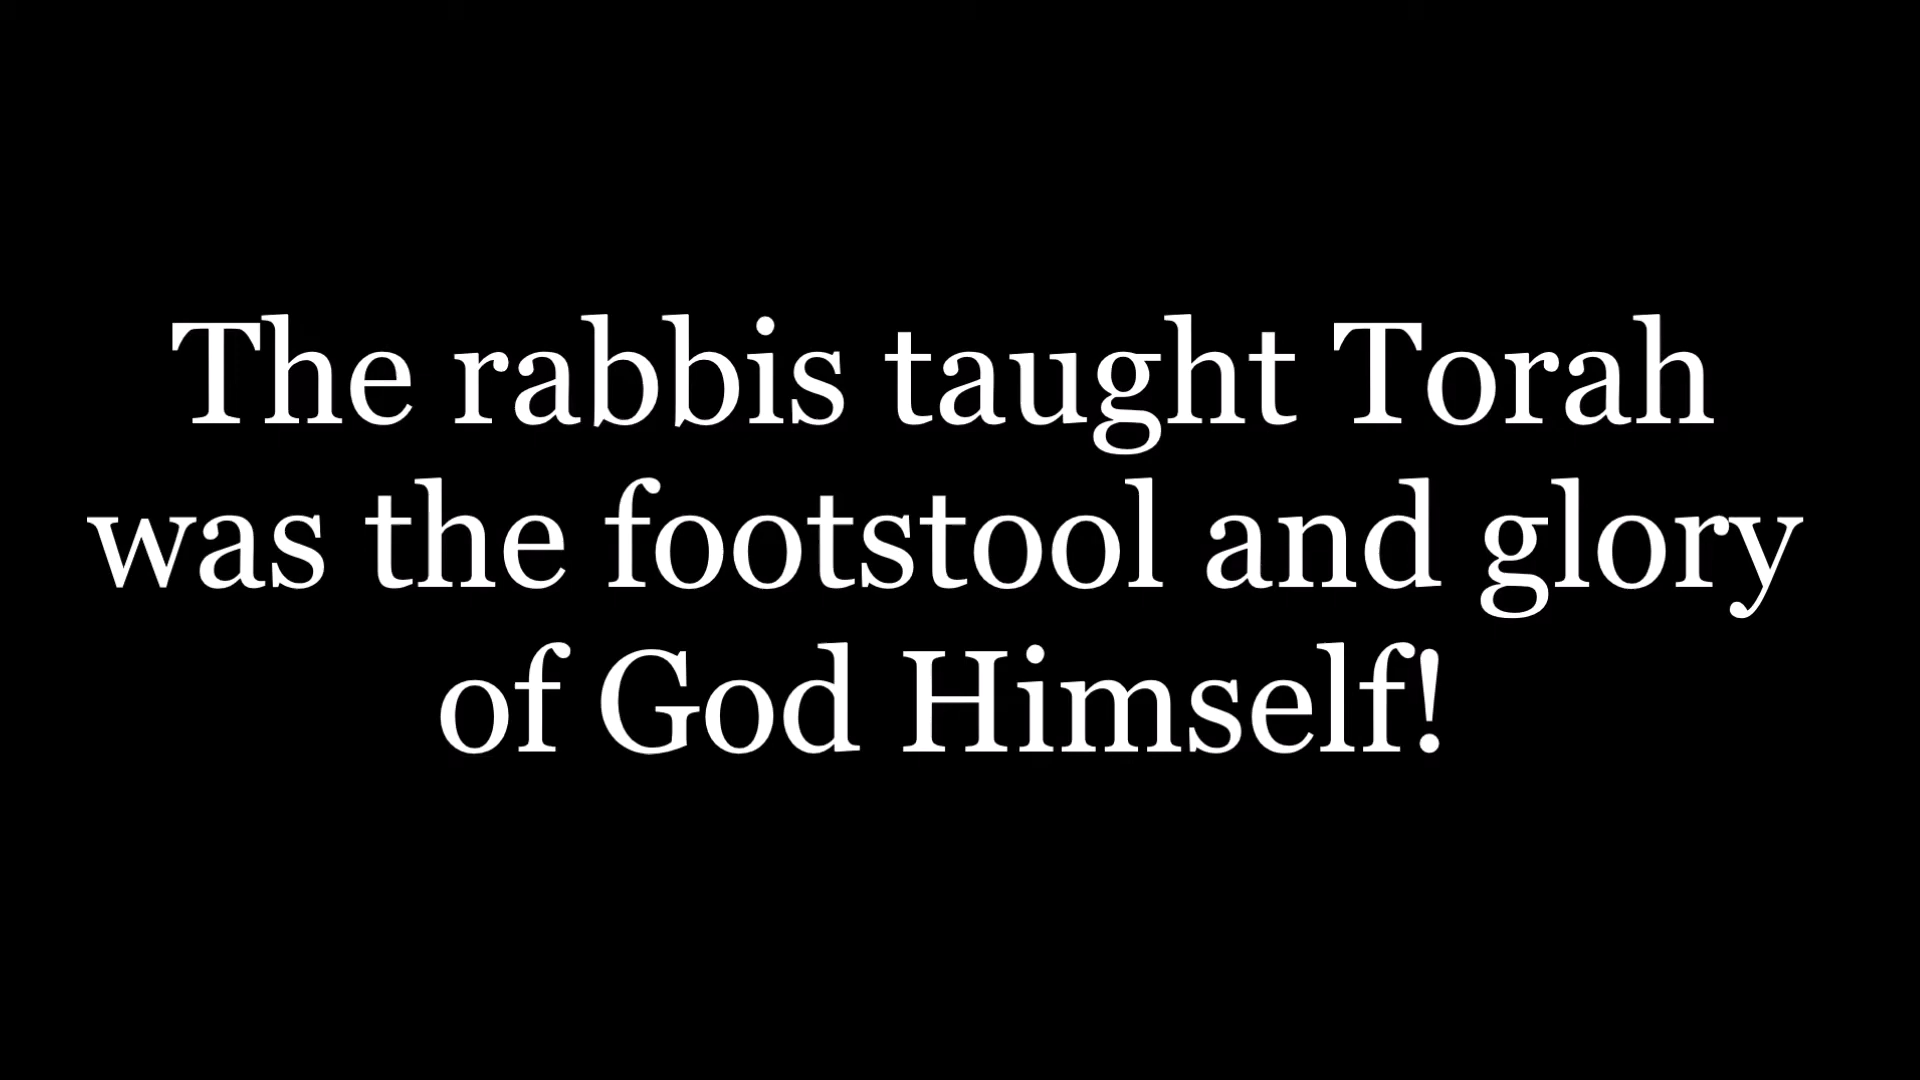 The rabbis taught Torah
was the footstool and glory
of God Himself!